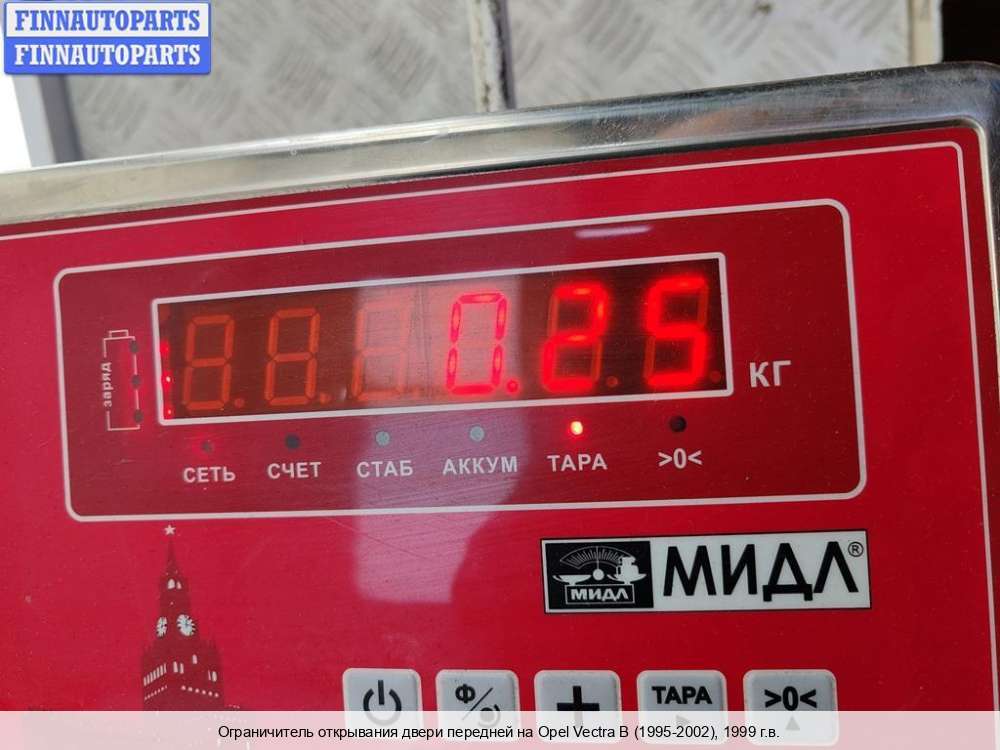 FINNAUTOPARTS
FINNAUTOPARTS
0.25
КГ
заряд
СЕТЬ СЧЕТ СТАБ АККУМ ТАРА >0<
МИДЛ МИДЛ®
Ф ТАРА >0<
Ограничитель открывания двери передней на Opel Vectra B (1995-2002), 1999 г.в.